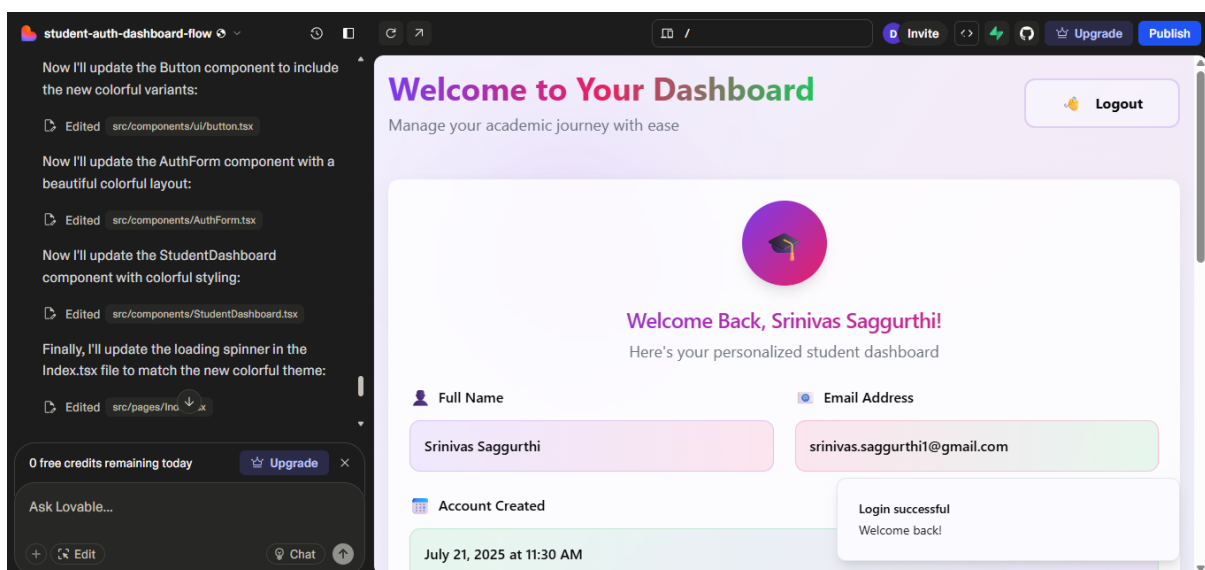 student-auth-dashboard-flow
/
D
Invite
Upgrade
Publish
Now I'll update the Button component to include
the new colorful variants:
Edited src/components/ui/button.tsx
Now I'll update the AuthForm component with a
beautiful colorful layout:
Edited src/components/AuthForm.tsx
Now I'll update the StudentDashboard
component with colorful styling:
Edited src/components/StudentDashboard.tsx
Finally, I'll update the loading spinner in the
Index.tsx file to match the new colorful theme:
Edited
0 free credits remaining today
Upgrade
Ask Lovable...
Edit
Chat
Welcome to Your Dashboard
Manage your academic journey with ease
Logout
Welcome Back, Srinivas Saggurthi!
Here's your personalized student dashboard
Full Name
Srinivas Saggurthi
Email Address
srinivas.saggurthi1@gmail.com
Account Created
July 21, 2025 at 11:30 AM
Login successful
Welcome back!